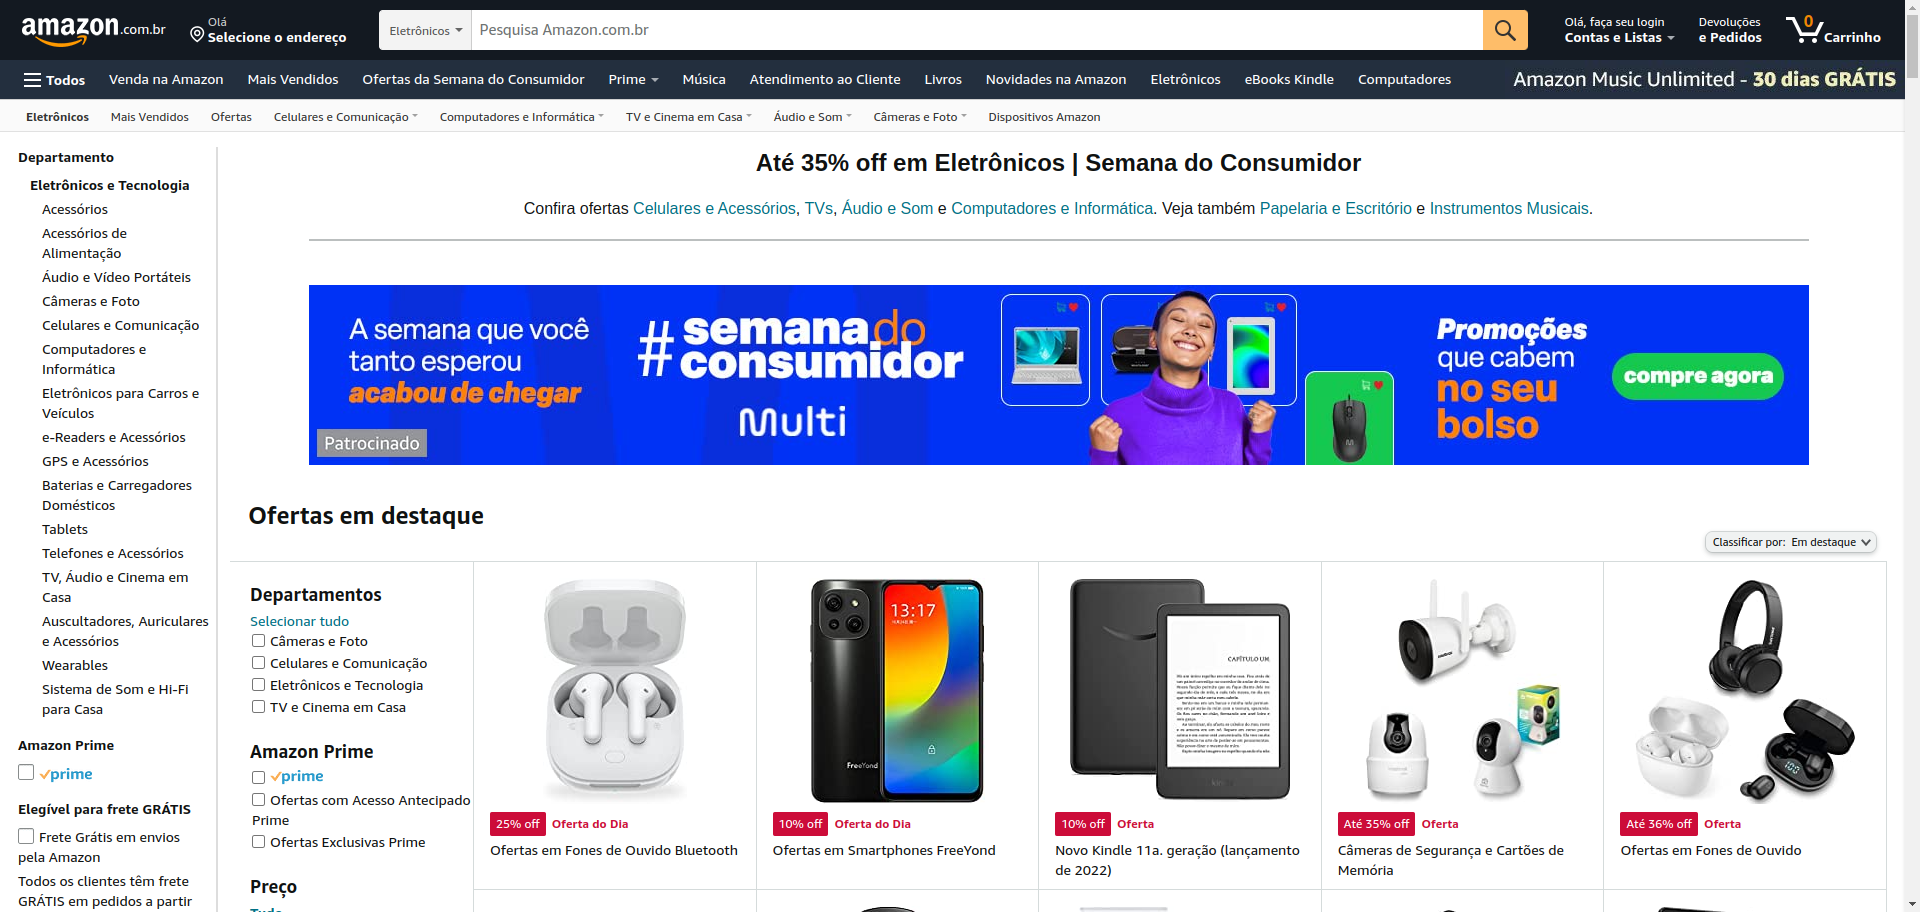 amazon.com.br
Olá
Selecione o endereço
Eletrônicos
Pesquisa Amazon.com.br
Olá, faça seu login
Contas e Listas
Devoluções
e Pedidos
0
Carrinho
Todos
Venda na Amazon
Mais Vendidos
Ofertas da Semana do Consumidor
Prime
Música
Atendimento ao Cliente
Livros
Novidades na Amazon
Eletrônicos
eBooks Kindle
Computadores
Amazon Music Unlimited - 30 dias GRÁTIS
Eletrônicos
Mais Vendidos
Ofertas
Celulares e Comunicação
Computadores e Informática
TV e Cinema em Casa
Áudio e Som
Câmeras e Foto
Dispositivos Amazon
Departamento
Eletrônicos e Tecnologia
Acessórios
Acessórios de
Alimentação
Áudio e Vídeo Portáteis
Câmeras e Foto
Celulares e Comunicação
Computadores e
Informática
Eletrônicos para Carros e
Veículos
e-Readers e Acessórios
GPS e Acessórios
Baterias e Carregadores
Domésticos
Tablets
Telefones e Acessórios
TV, Áudio e Cinema em
Casa
Auscultadores, Auriculares
e Acessórios
Wearables
Sistema de Som e Hi-Fi
para Casa
Amazon Prime
prime
Elegível para frete GRÁTIS
Frete Grátis em envios
pela Amazon
Todos os clientes têm frete
GRÁTIS em pedidos a partir
Até 35% off em Eletrônicos | Semana do Consumidor
Confira ofertas Celulares e Acessórios, TVs, Áudio e Som e Computadores e Informática. Veja também Papelaria e Escritório e Instrumentos Musicais.
A semana que você
tanto esperou
acabou de chegar
Patrocinado
#semanado
consumidor
Multi
Promoções
que cabem
no seu
bolso
compre agora
Ofertas em destaque
Classificar por: Em destaque
Departamentos
Selecionar tudo
Câmeras e Foto
Celulares e Comunicação
Eletrônicos e Tecnologia
TV e Cinema em Casa
Amazon Prime
prime
Ofertas com Acesso Antecipado
Prime
Ofertas Exclusivas Prime
Preço
Tudo
25% off Oferta do Dia
Ofertas em Fones de Ouvido Bluetooth
13:17
FreeYond
10% off Oferta do Dia
Ofertas em Smartphones FreeYond
CAPÍTULO UM
10% off Oferta
Novo Kindle 11a. geração (lançamento
de 2022)
Até 35% off Oferta
Câmeras de Segurança e Cartões de
Memória
Até 36% off Oferta
Ofertas em Fones de Ouvido